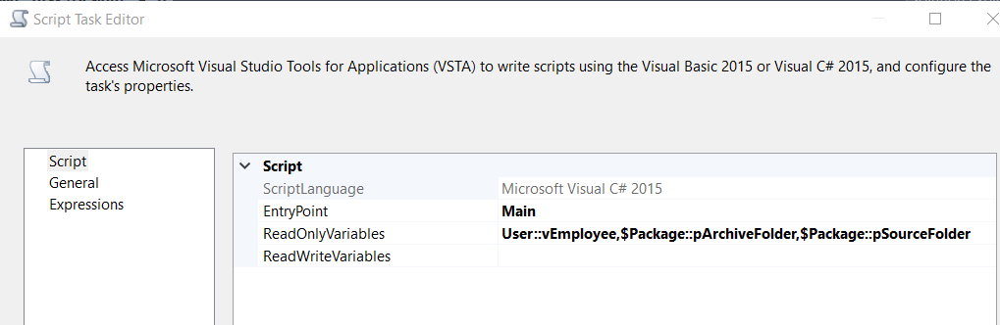 Script Task Editor
Access Microsoft Visual Studio Tools for Applications (VSTA) to write scripts using the Visual Basic 2015 or Visual C# 2015, and configure the
task's properties.
Script
General
Expressions
Script
ScriptLanguage Microsoft Visual C# 2015
EntryPoint Main
ReadOnlyVariables User::vEmployee,$Package::pArchiveFolder,$Package::pSourceFolder
ReadWriteVariables